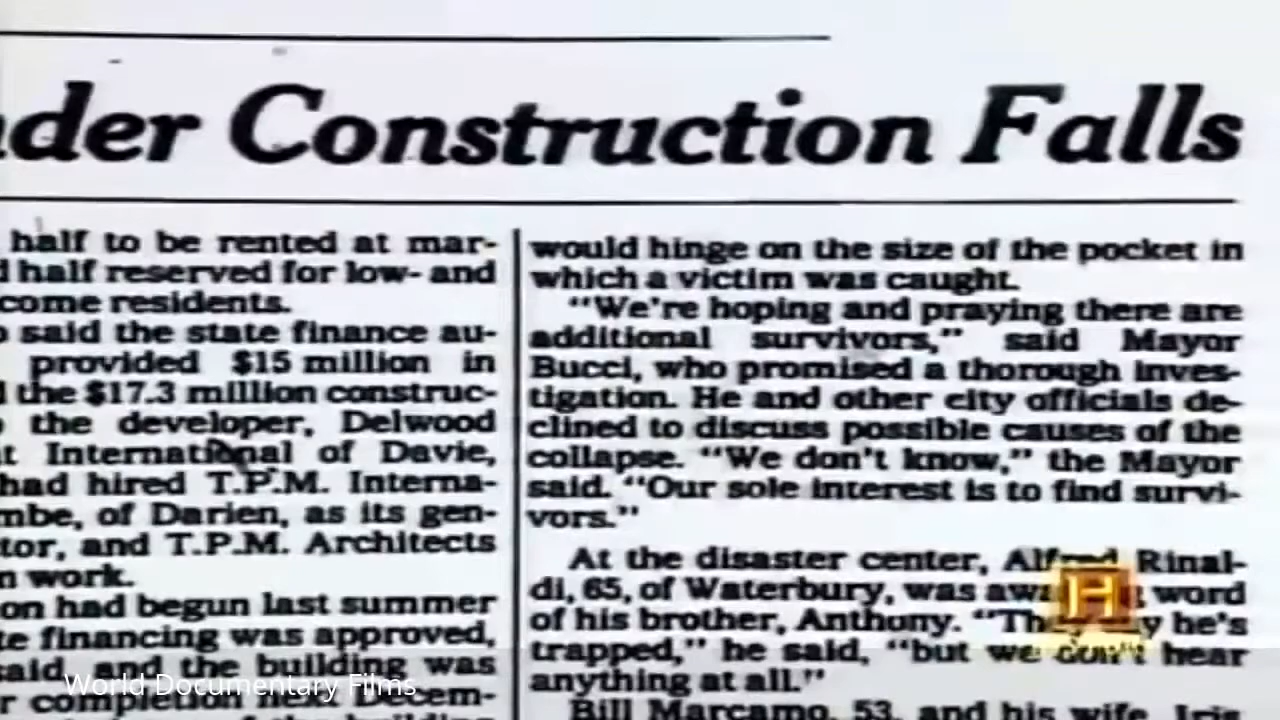 der Construction Falls
half to be rented at mar-
half reserved for low- and
come residents.
said the state finance au-
provided $15 million in
the $17.3 million construc-
the developer, Delwood
International of Davie,
had hired T.P.M. Interna-
mbe, of Darien, as its gen-
tor, and T.P.M. Architects
work.
on had begun last summer
te financing was approved,
said, and the building was
r completion next Decem-
would hinge on the size of the pocket in
which a victim was caught.
"We're hoping and praying there are
additional survivors," said Mayor
Bucci, who promised a thorough inves-
tigation. He and other city officials de-
clined to discuss possible causes of the
collapse. "We don't know," the Mayor
said. "Our sole interest is to find survi-
vors."
At the disaster center, Alfred Rinal-
di, 65, of Waterbury, was word
of his brother, Anthony. he's
trapped," he said, "but we don't hear
anything at all."
Bill Marcamo, 53, and his wife, Iris
H
World Documentary Films